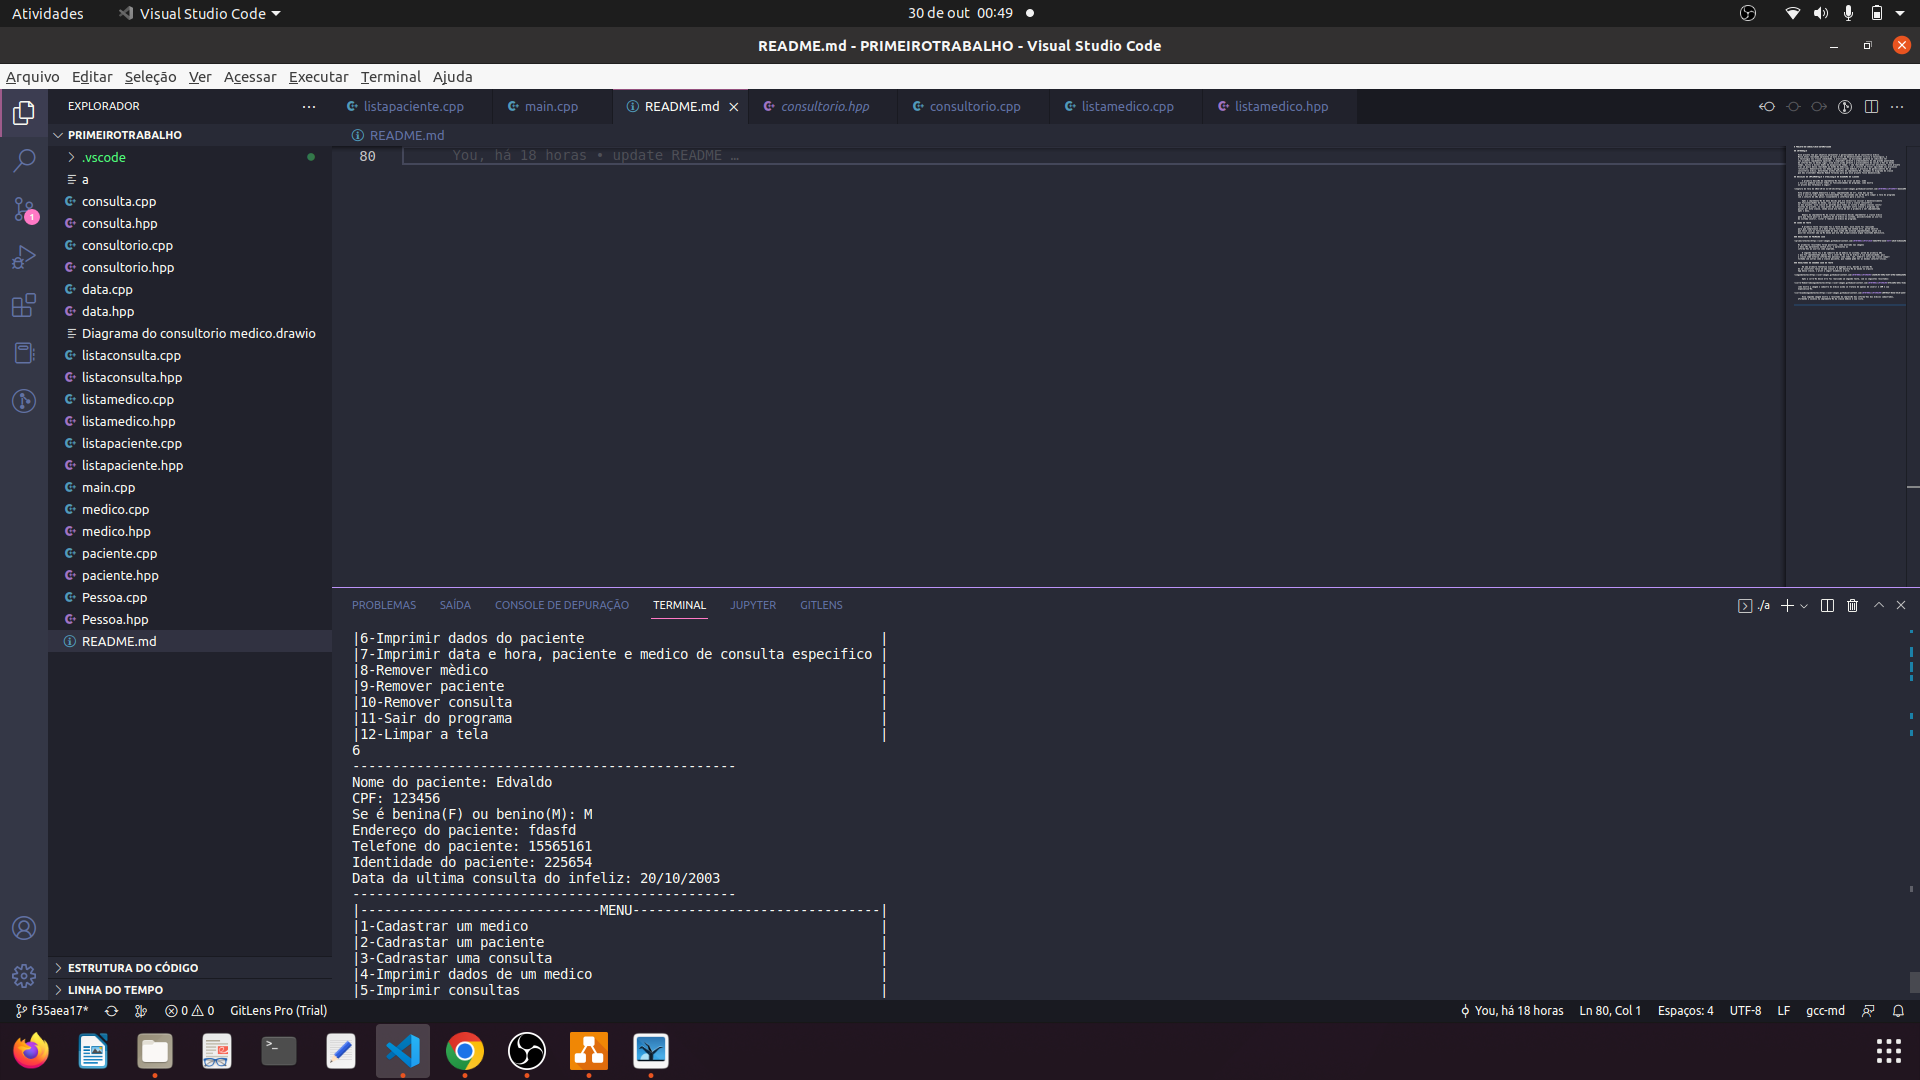 Atividades
Visual Studio Code
30 de out 00:49
README.md - PRIMEIROTRABALHO - Visual Studio Code
Arquivo Editar Seleção Ver Acessar Executar Terminal Ajuda
EXPLORADOR
listapaciente.cpp main.cpp README.md consultorio.hpp consultorio.cpp listamedico.cpp listamedico.hpp
PRIMEIROTRABALHO
.vscode
a
consulta.cpp
consulta.hpp
consultorio.cpp
consultorio.hpp
data.cpp
data.hpp
Diagrama do consultorio medico.drawio
listaconsulta.cpp
listaconsulta.hpp
listamedico.cpp
listamedico.hpp
listapaciente.cpp
listapaciente.hpp
main.cpp
medico.cpp
medico.hpp
paciente.cpp
paciente.hpp
Pessoa.cpp
Pessoa.hpp
README.md
ESTRUTURA DO CÓDIGO
LINHA DO TEMPO
1
README.md
80 You, há 18 horas • update README …
PROBLEMAS SAÍDA CONSOLE DE DEPURAÇÃO TERMINAL JUPYTER GITLENS
./a
|6-Imprimir dados do paciente |
|7-Imprimir data e hora, paciente e medico de consulta especifico |
|8-Remover mèdico |
|9-Remover paciente |
|10-Remover consulta |
|11-Sair do programa |
|12-Limpar a tela |
6
------------------------------------------------
Nome do paciente: Edvaldo
CPF: 123456
Se é benina(F) ou benino(M): M
Endereço do paciente: fdasfd
Telefone do paciente: 15565161
Identidade do paciente: 225654
Data da ultima consulta do infeliz: 20/10/2003
------------------------------------------------
|------------------------------MENU-------------------------------|
|1-Cadastrar um medico |
|2-Cadrastar um paciente |
|3-Cadrastar uma consulta |
|4-Imprimir dados de um medico |
|5-Imprimir consultas |
f35aea17* 0 0 GitLens Pro (Trial)
You, há 18 horas Ln 80, Col 1 Espaços: 4 UTF-8 LF gcc-md